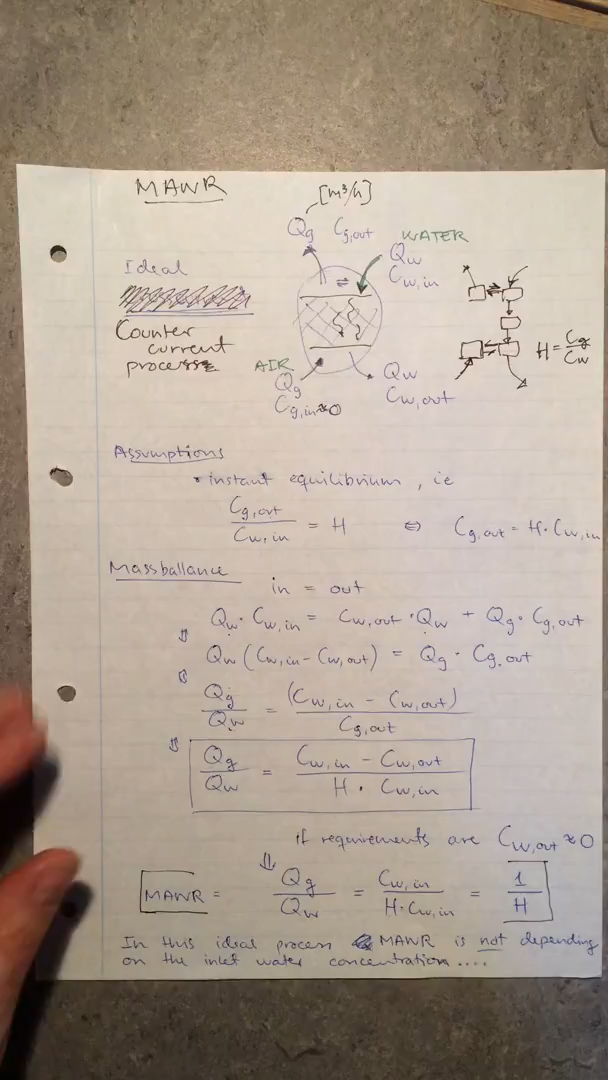 MAWR
[m³/h]
Qg Cg,out
WATER
Qw
Cw,in
Ideal
Counter
current
process
⇌
AIR
Qg
Cg,in≈0
Qw
Cw,out
H = Cg/Cw
Assumptions
• instant equilibrium, ie
Cg,out/Cw,in = H ⇔ Cg,out = H·Cw,in
Massballance
in = out
Qw·Cw,in = Cw,out·Qw + Qg·Cg,out
⇓ Qw(Cw,in - Cw,out) = Qg·Cg,out
⇓ Qg/Qw = (Cw,in - Cw,out)/Cg,out
⇓ Qg/Qw = Cw,in - Cw,out/H·Cw,in
if requirements are Cw,out ≈ 0
⇓
MAWR = Qg/Qw = Cw,in/H·Cw,in = 1/H
In this ideal process MAWR is not depending
on the inlet water concentration....